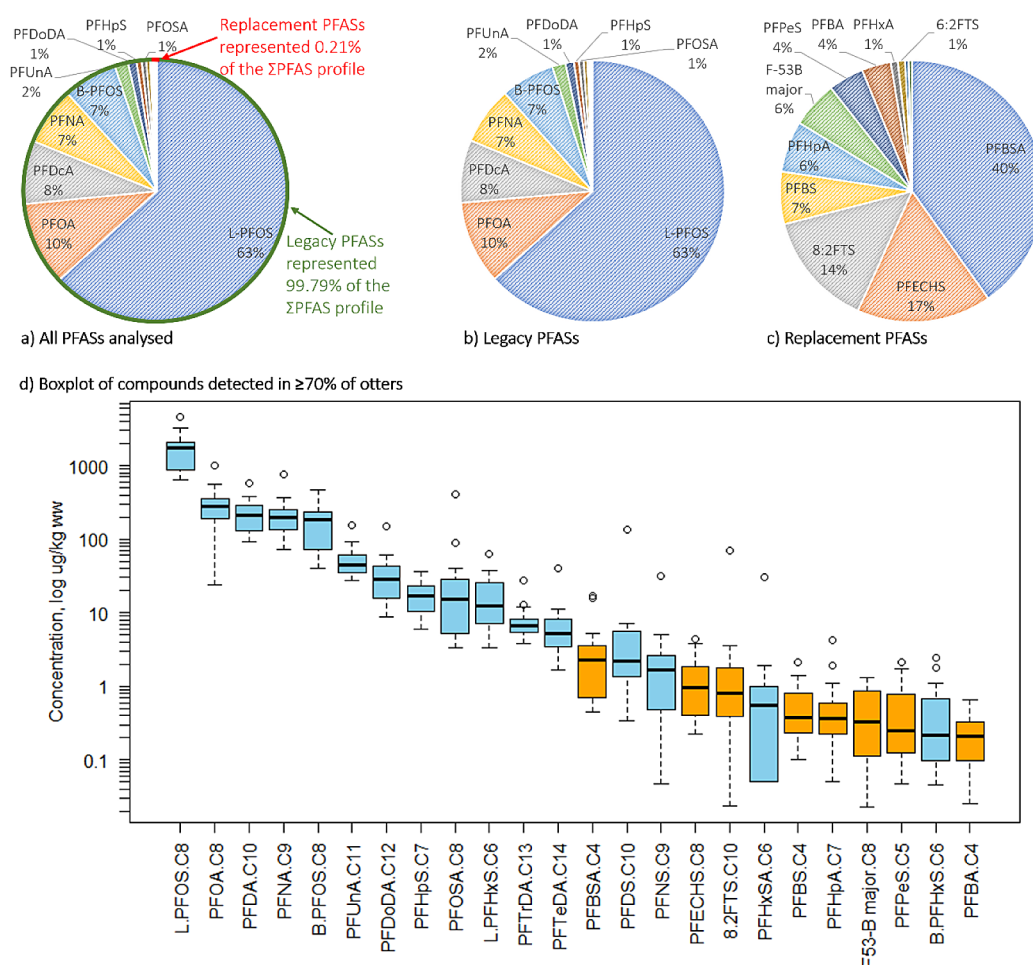 PFDoDA
1%
PFHpS
1%
PFOSA
1%
PFUnA
2%
B-PFOS
7%
PFNA
7%
PFDcA
8%
PFOA
10%
L-PFOS
63%
Replacement PFASs
represented 0.21%
of the ΣPFAS profile
Legacy PFASs
represented
99.79% of the
ΣPFAS profile
a) All PFASs analysed
PFUnA
2%
PFDoDA
1%
PFHpS
1%
PFOSA
1%
B-PFOS
7%
PFNA
7%
PFDcA
8%
PFOA
10%
L-PFOS
63%
b) Legacy PFASs
PFPeS
4%
PFBA
4%
PFHxA
1%
6:2FTS
1%
F-53B
major
6%
PFHpA
6%
PFBS
7%
8:2FTS
14%
PFECHS
17%
PFBSA
40%
c) Replacement PFASs
d) Boxplot of compounds detected in ≥70% of otters
Concentration, log ug/kg ww
1000
100
10
1
0.1
L.PFOS.C8
PFOA.C8
PFDA.C10
PFNA.C9
B.PFOS.C8
PFUnA.C11
PFDoDA.C12
PFHpS.C7
PFOSA.C8
L.PFHxS.C6
PFTrDA.C13
PFTeDA.C14
PFBSA.C4
PFDS.C10
PFNS.C9
PFECHS.C8
8.2FTS.C10
PFHxSA.C6
PFBS.C4
PFHpA.C7
F53-B major.C8
PFPeS.C5
B.PFHxS.C6
PFBA.C4